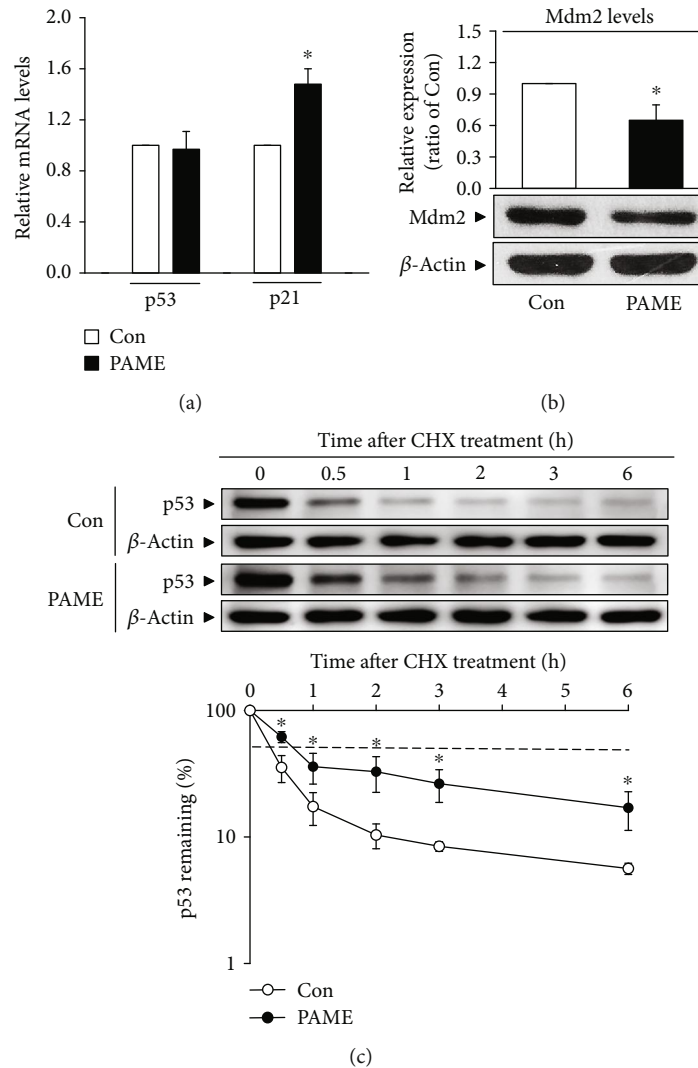 2.0
1.6
1.2
0.8
0.4
0.0
Relative mRNA levels
*
p53
p21
Con
PAME
(a)
Mdm2 levels
1.5
1.2
0.9
0.6
0.3
0.0
Relative expression
(ratio of Con)
*
Mdm2
β-Actin
Con
PAME
(b)
Time after CHX treatment (h)
0 0.5 1 2 3 6
Con
p53
β-Actin
PAME
p53
β-Actin
Time after CHX treatment (h)
0 1 2 3 4 5 6
100
10
1
p53 remaining (%)
* * * * *
Con
PAME
(c)